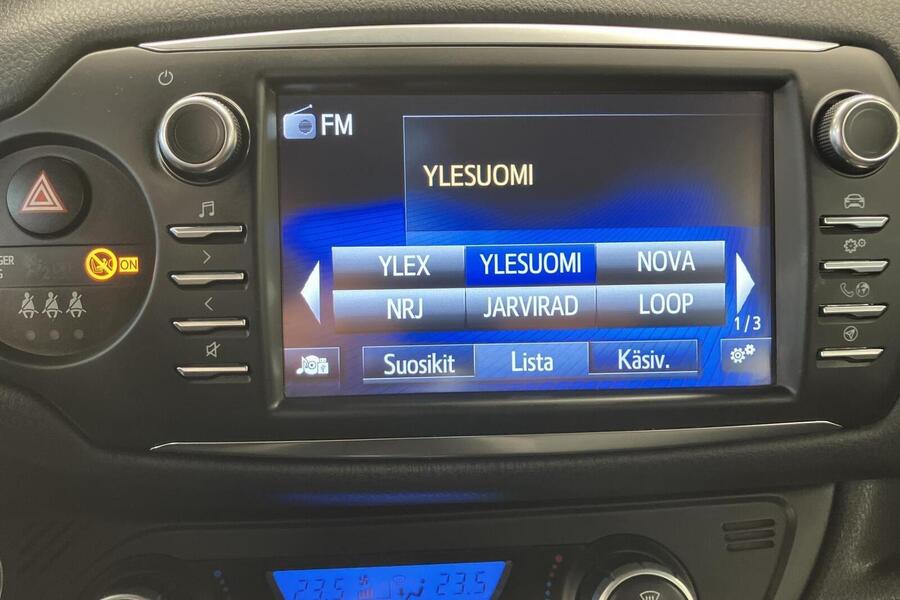 FM
YLESUOMI
YLEX YLESUOMI NOVA
NRJ JARVIRAD LOOP
1/3
Suosikit Lista Käsiv.
ON
23.5 23.5